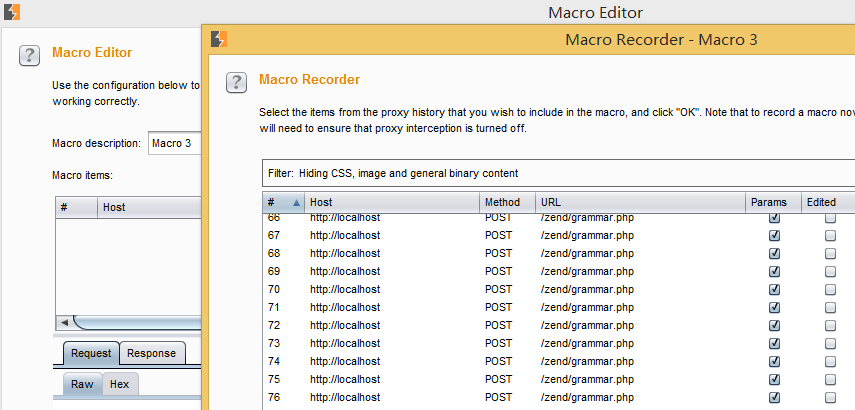 Macro Editor
Macro Recorder - Macro 3
? Macro Editor
Use the configuration below to
working correctly.
Macro description: Macro 3
Macro items:
# Host
Request Response
Raw Hex
? Macro Recorder
Select the items from the proxy history that you wish to include in the macro, and click "OK". Note that to record a macro nov
will need to ensure that proxy interception is turned off.
Filter: Hiding CSS, image and general binary content
# Host Method URL Params Edited
66 http://localhost POST /zend/grammar.php
67 http://localhost POST /zend/grammar.php
68 http://localhost POST /zend/grammar.php
69 http://localhost POST /zend/grammar.php
70 http://localhost POST /zend/grammar.php
71 http://localhost POST /zend/grammar.php
72 http://localhost POST /zend/grammar.php
73 http://localhost POST /zend/grammar.php
74 http://localhost POST /zend/grammar.php
75 http://localhost POST /zend/grammar.php
76 http://localhost POST /zend/grammar.php